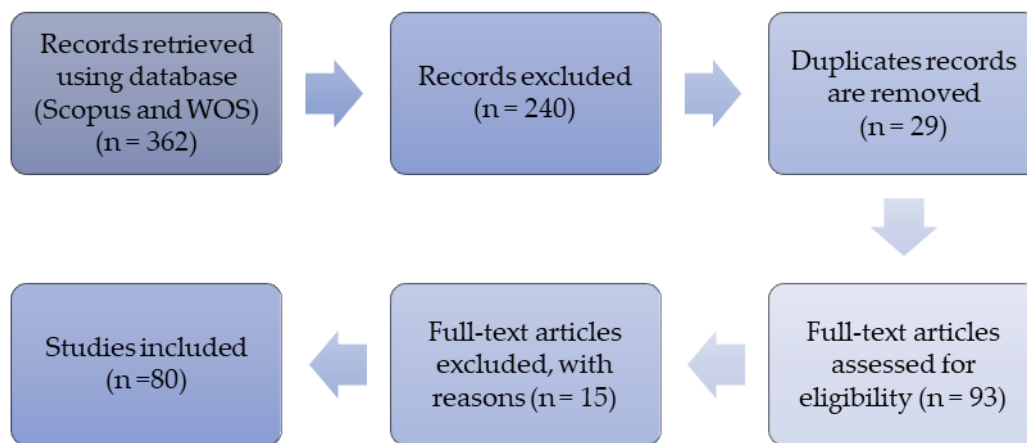 Records retrieved
using database
(Scopus and WOS)
(n = 362)
Records excluded
(n = 240)
Duplicates records
are removed
(n = 29)
Full-text articles
assessed for
eligibility (n = 93)
Full-text articles
excluded, with
reasons (n = 15)
Studies included
(n =80)